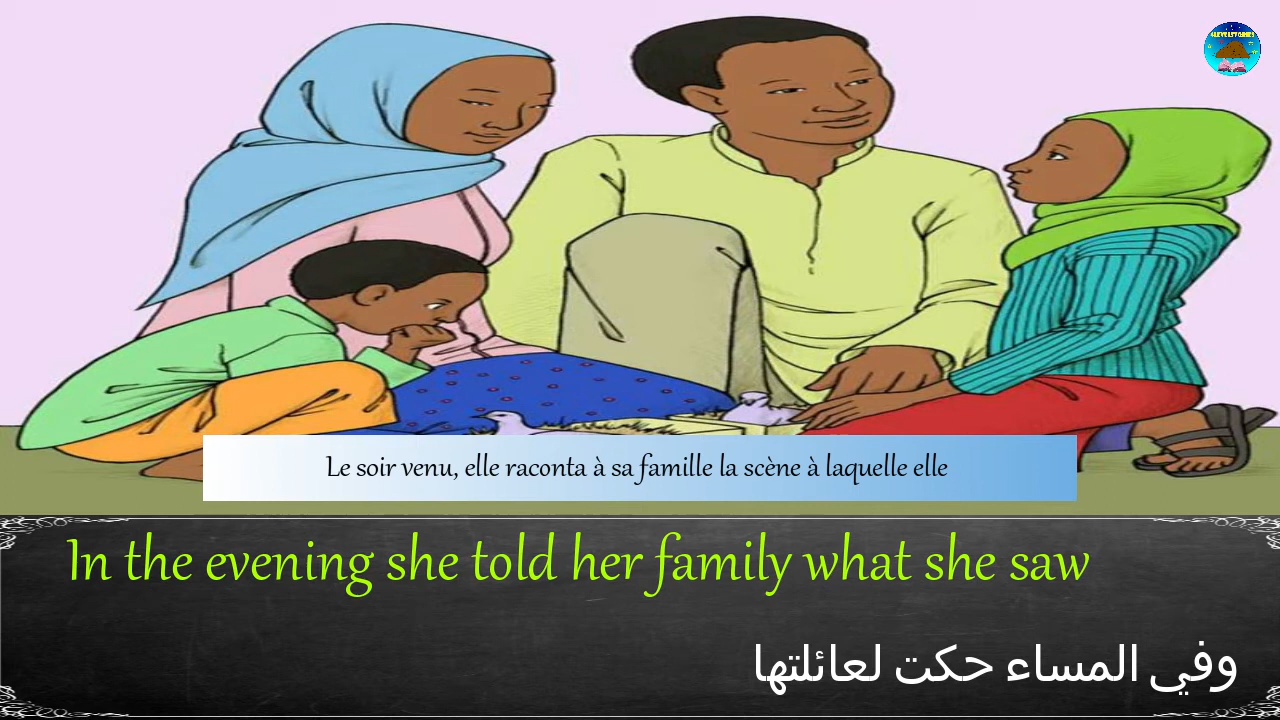 4LEVELSTORIES
Le soir venu, elle raconta à sa famille la scène à laquelle elle
In the evening she told her family what she saw
وفي المساء حكت لعائلتها